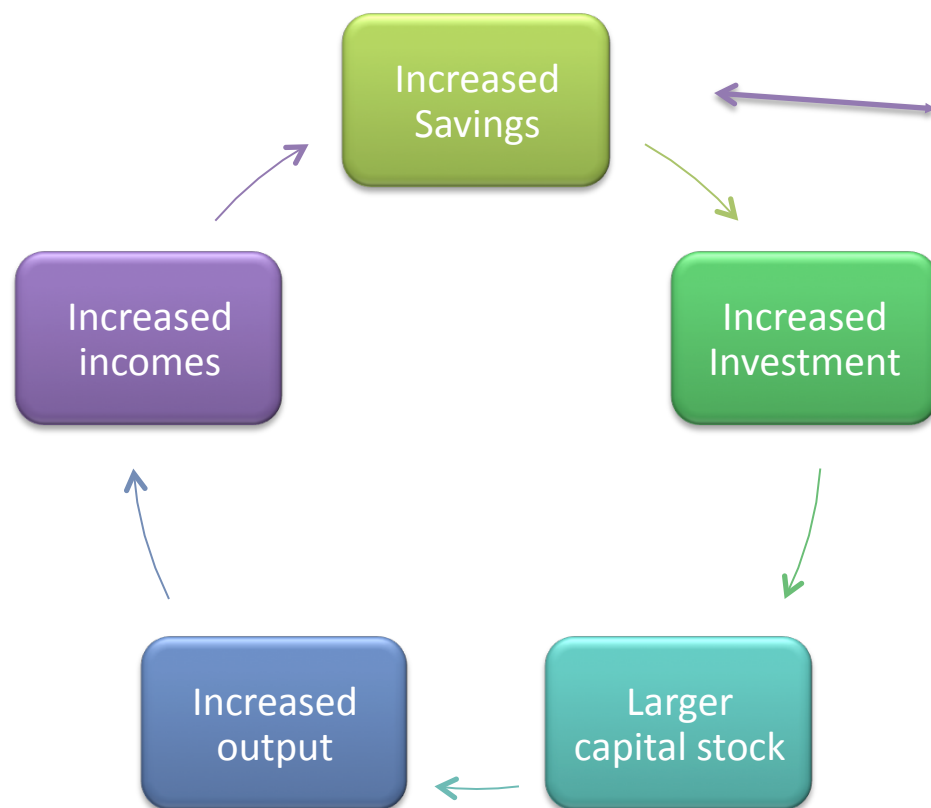 Increased
Savings
Increased
Investment
Larger
capital stock
Increased
output
Increased
incomes